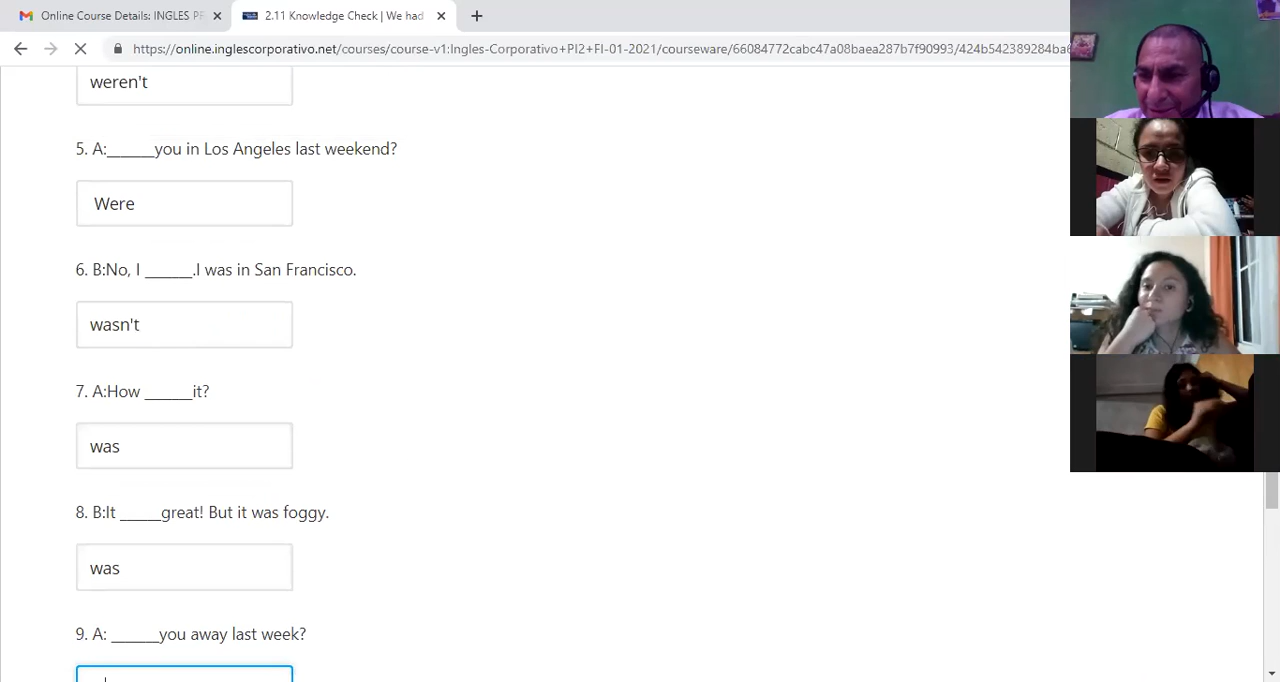 Online Course Details: INGLES PR
2.11 Knowledge Check | We had
https://online.inglescorporativo.net/courses/course-v1:Ingles-Corporativo+PI2+FI-01-2021/courseware/66084772cabc47a08baea287b7f90993/424b542389284ba6
weren't
5. A:______you in Los Angeles last weekend?
Were
6. B:No, I ______.I was in San Francisco.
wasn't
7. A:How ______it?
was
8. B:It _____great! But it was foggy.
was
9. A: ______you away last week?